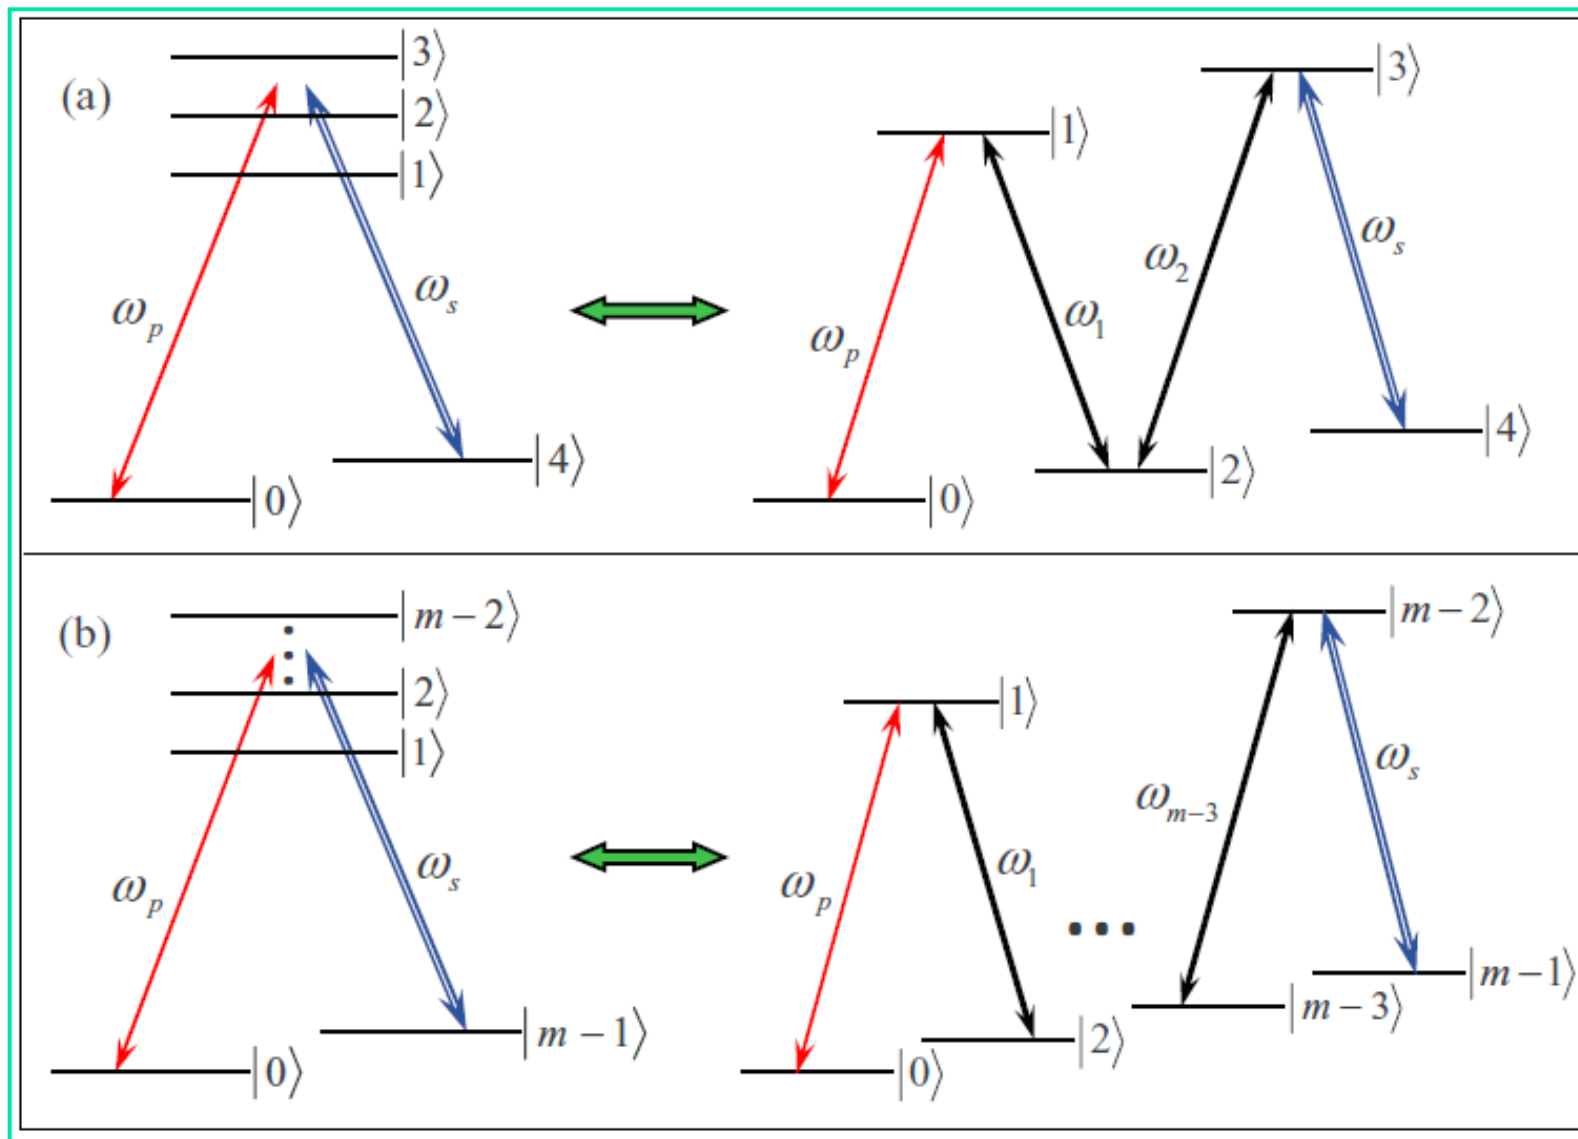 (a)
|3⟩
|2⟩
|1⟩
ω_p
ω_s
|4⟩
|0⟩
|1⟩
|3⟩
ω_p
ω_1
ω_2
ω_s
|4⟩
|2⟩
|0⟩
(b)
|m−2⟩
|2⟩
|1⟩
ω_p
ω_s
|m−1⟩
|0⟩
|1⟩
|m−2⟩
ω_p
ω_1
ω_{m−3}
ω_s
|m−1⟩
|m−3⟩
|2⟩
|0⟩